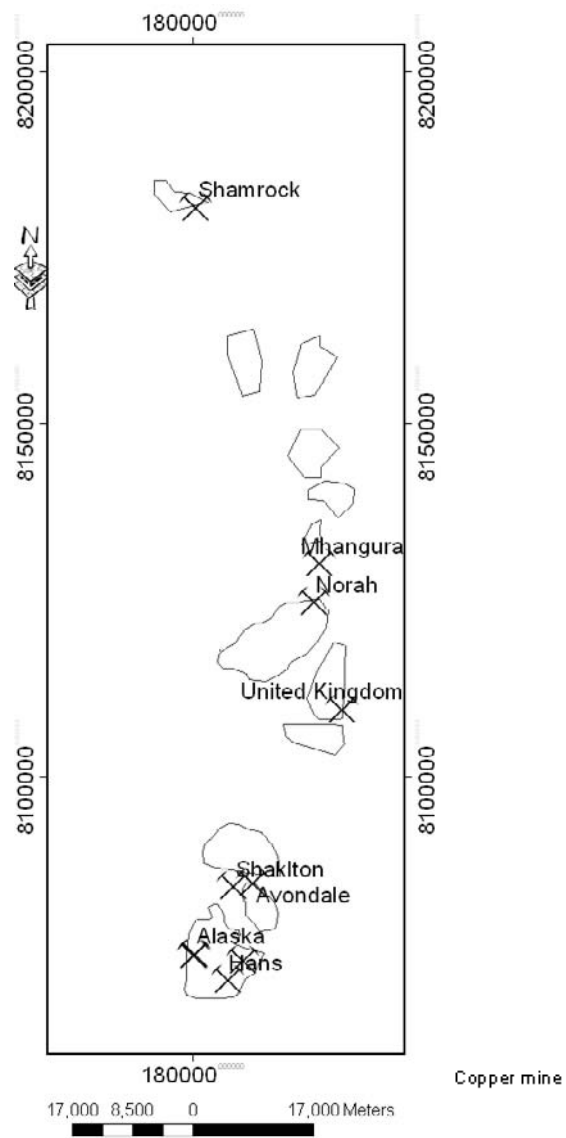 180000
8200000
8200000
Shamrock
N
8150000
8150000
Mhangura
Norah
United Kingdom
8100000
8100000
Shaklton
Avondale
Alaska
Hans
180000
Copper mine
17,000 8,500 0 17,000 Meters